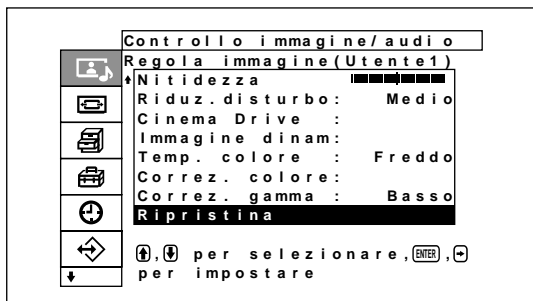 Controllo immagine/audio
Regola immagine(Utente1)
Nitidezza
Riduz.disturbo: Medio
Cinema Drive :
Immagine dinam:
Temp. colore : Freddo
Correz. colore:
Correz. gamma : Basso
Ripristina
, per selezionare, ENTER ,
per impostare